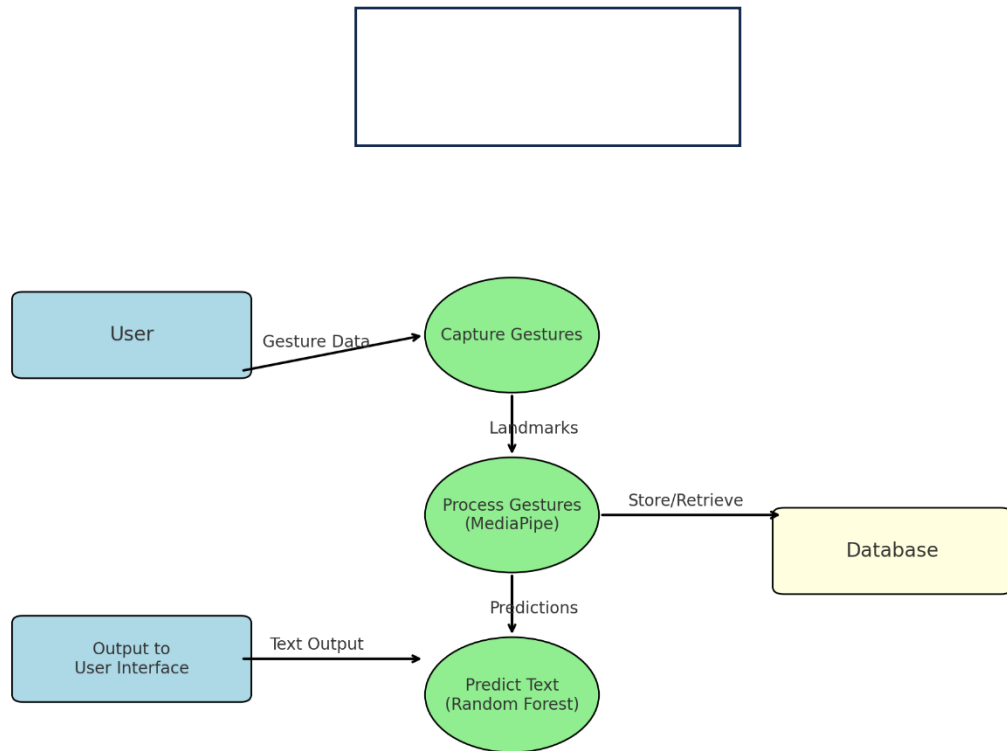 User
Gesture Data
Capture Gestures
Landmarks
Process Gestures
(MediaPipe)
Store/Retrieve
Database
Predictions
Output to
User Interface
Text Output
Predict Text
(Random Forest)